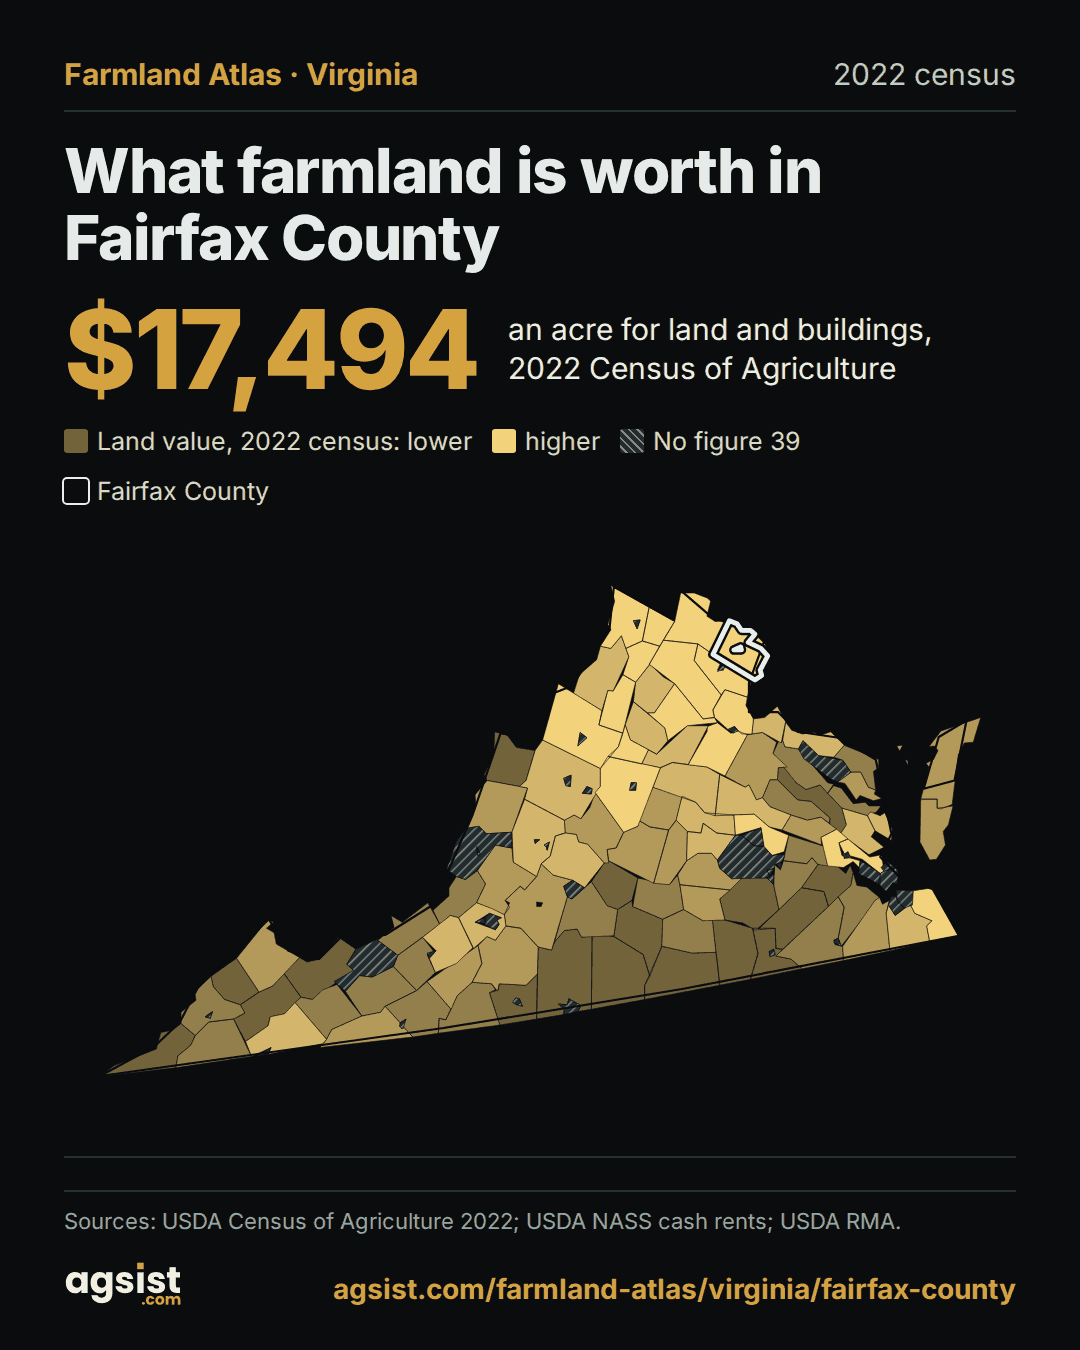 Farmland Atlas · Virginia
2022 census
What farmland is worth in
Fairfax County
$17,494
an acre for land and buildings,
2022 Census of Agriculture
Land value, 2022 census: lower
higher
No figure 39
Fairfax County
Sources: USDA Census of Agriculture 2022; USDA NASS cash rents; USDA RMA.
agsist
.com
agsist.com/farmland-atlas/virginia/fairfax-county